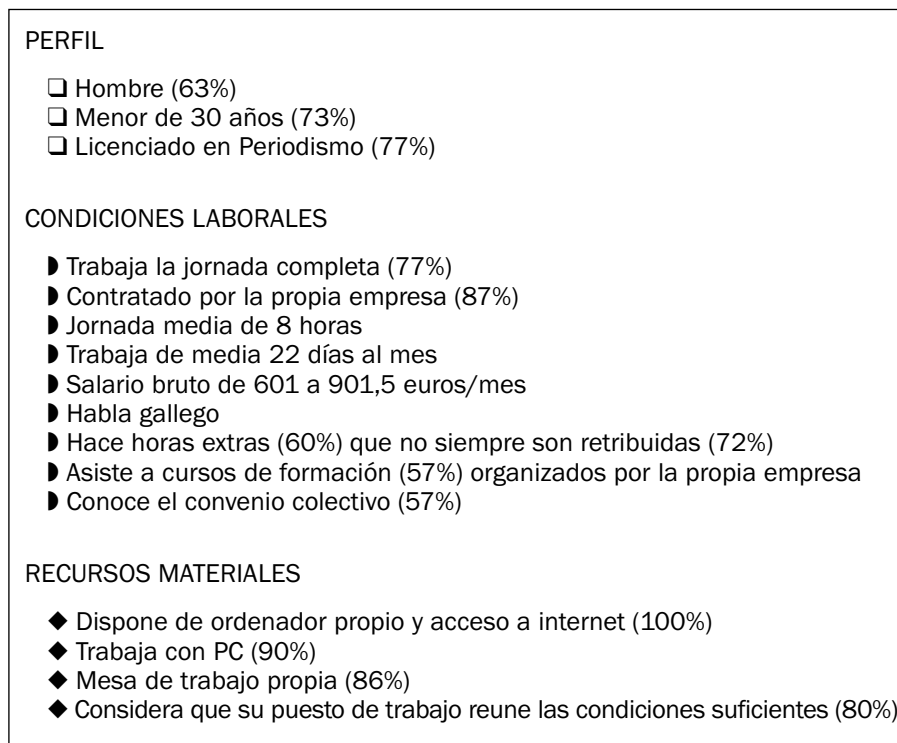 PERFIL
❑ Hombre (63%)
❑ Menor de 30 años (73%)
❑ Licenciado en Periodismo (77%)
CONDICIONES LABORALES
◗ Trabaja la jornada completa (77%)
◗ Contratado por la propia empresa (87%)
◗ Jornada media de 8 horas
◗ Trabaja de media 22 días al mes
◗ Salario bruto de 601 a 901,5 euros/mes
◗ Habla gallego
◗ Hace horas extras (60%) que no siempre son retribuidas (72%)
◗ Asiste a cursos de formación (57%) organizados por la propia empresa
◗ Conoce el convenio colectivo (57%)
RECURSOS MATERIALES
◆ Dispone de ordenador propio y acceso a internet (100%)
◆ Trabaja con PC (90%)
◆ Mesa de trabajo propia (86%)
◆ Considera que su puesto de trabajo reune las condiciones suficientes (80%)